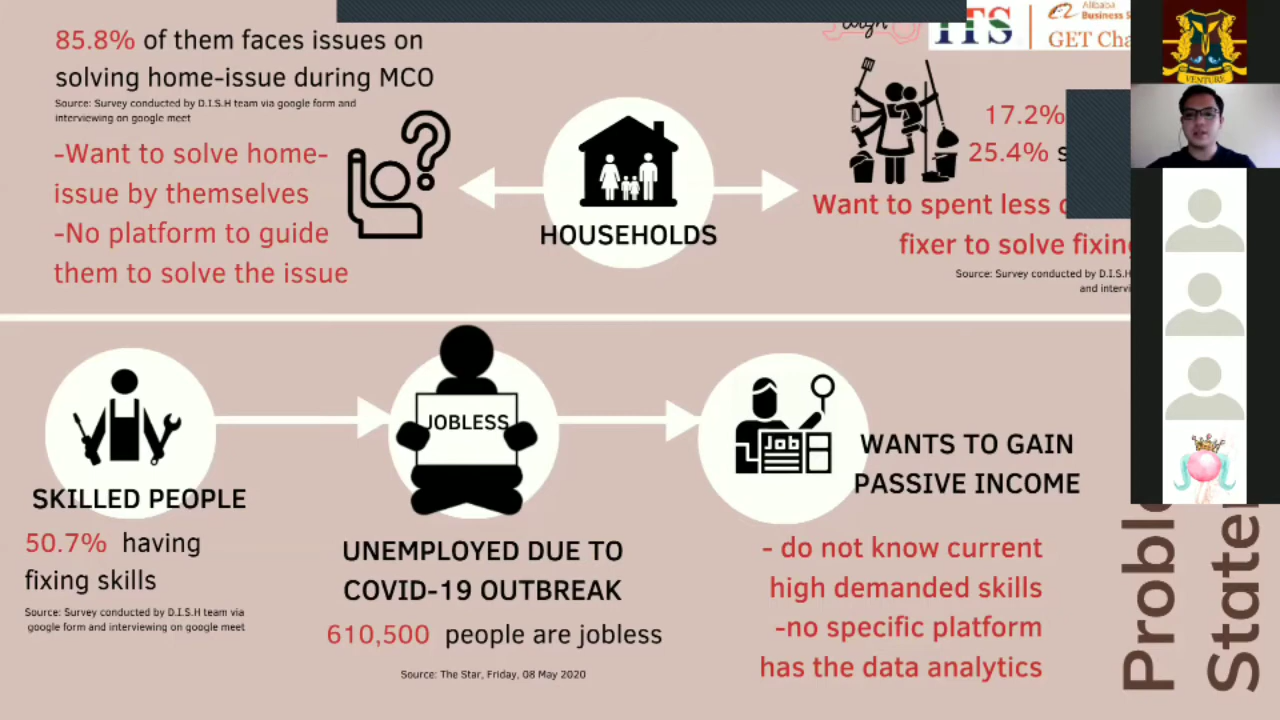 85.8% of them faces issues on
solving home-issue during MCO
Source: Survey conducted by D.I.S.H team via google form and
interviewing on google meet
-Want to solve home-
issue by themselves
-No platform to guide
them to solve the issue
HOUSEHOLDS
ITS
Alibaba
Business
GET
VENTURE
17.2%
25.4%
Want to spent less
fixer to solve
Source: Survey conducted by D.I.S.H
and
JOBLESS
Job
SKILLED PEOPLE
50.7% having
fixing skills
Source: Survey conducted by D.I.S.H team via
google form and interviewing on google meet
UNEMPLOYED DUE TO
COVID-19 OUTBREAK
610,500 people are jobless
Source: The Star, Friday, 08 May 2020
WANTS TO GAIN
PASSIVE INCOME
- do not know current
high demanded skills
-no specific platform
has the data analytics